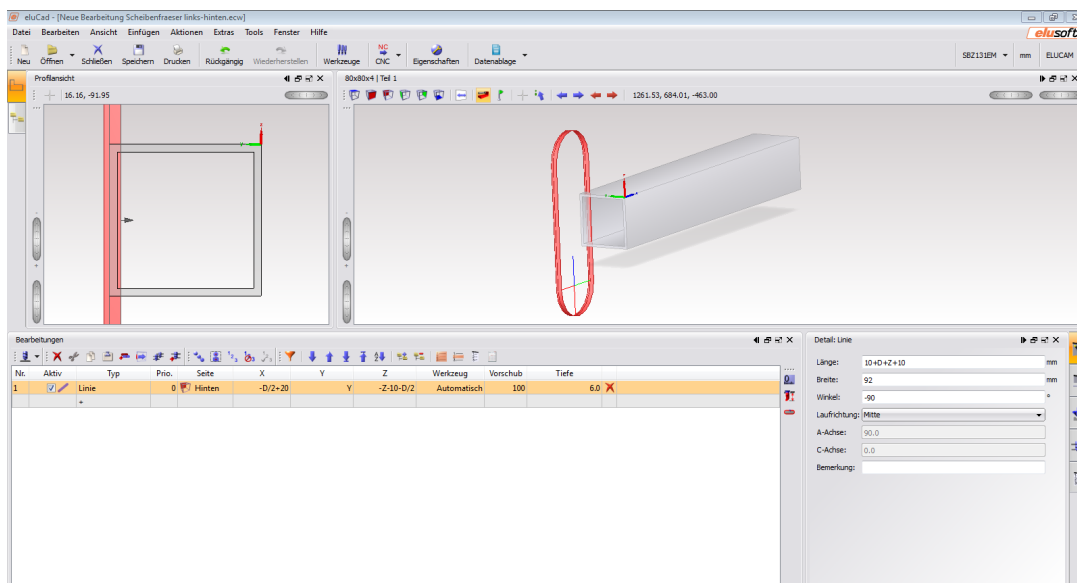 eluCad - [Neue Bearbeitung Scheibenfraeser links-hinten.ecw]
Datei Bearbeiten Ansicht Einfügen Aktionen Extras Tools Fenster Hilfe
elusoft
NC
Neu Öffnen Schließen Speichern Drucken Rückgängig Wiederherstellen Werkzeuge CNC Eigenschaften Datenablage
SBZ131EM mm ELUCAM
Profilansicht
80x80x4 | Teil 1
16.16, -91.95
1261.53, 684.01, -463.00
Bearbeitungen
Detail: Linie
Nr. Aktiv Typ Prio. Seite X Y Z Werkzeug Vorschub Tiefe
1 Linie 0 Hinten -D/2+20 Y -Z-10-D/2 Automatisch 100 6.0
Länge: 10+D+Z+10 mm
Breite: 92 mm
Winkel: -90 °
Laufrichtung: Mitte
A-Achse: 90.0
C-Achse: 0.0
Bemerkung: